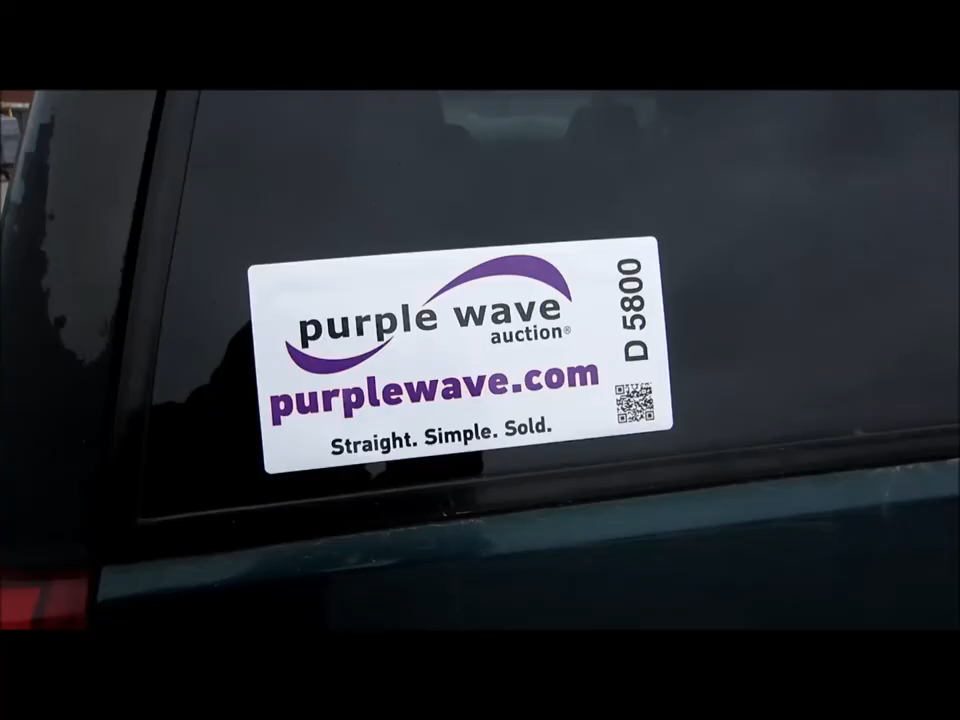 purple wave
auction®
purplewave.com
Straight. Simple. Sold.
D 5800